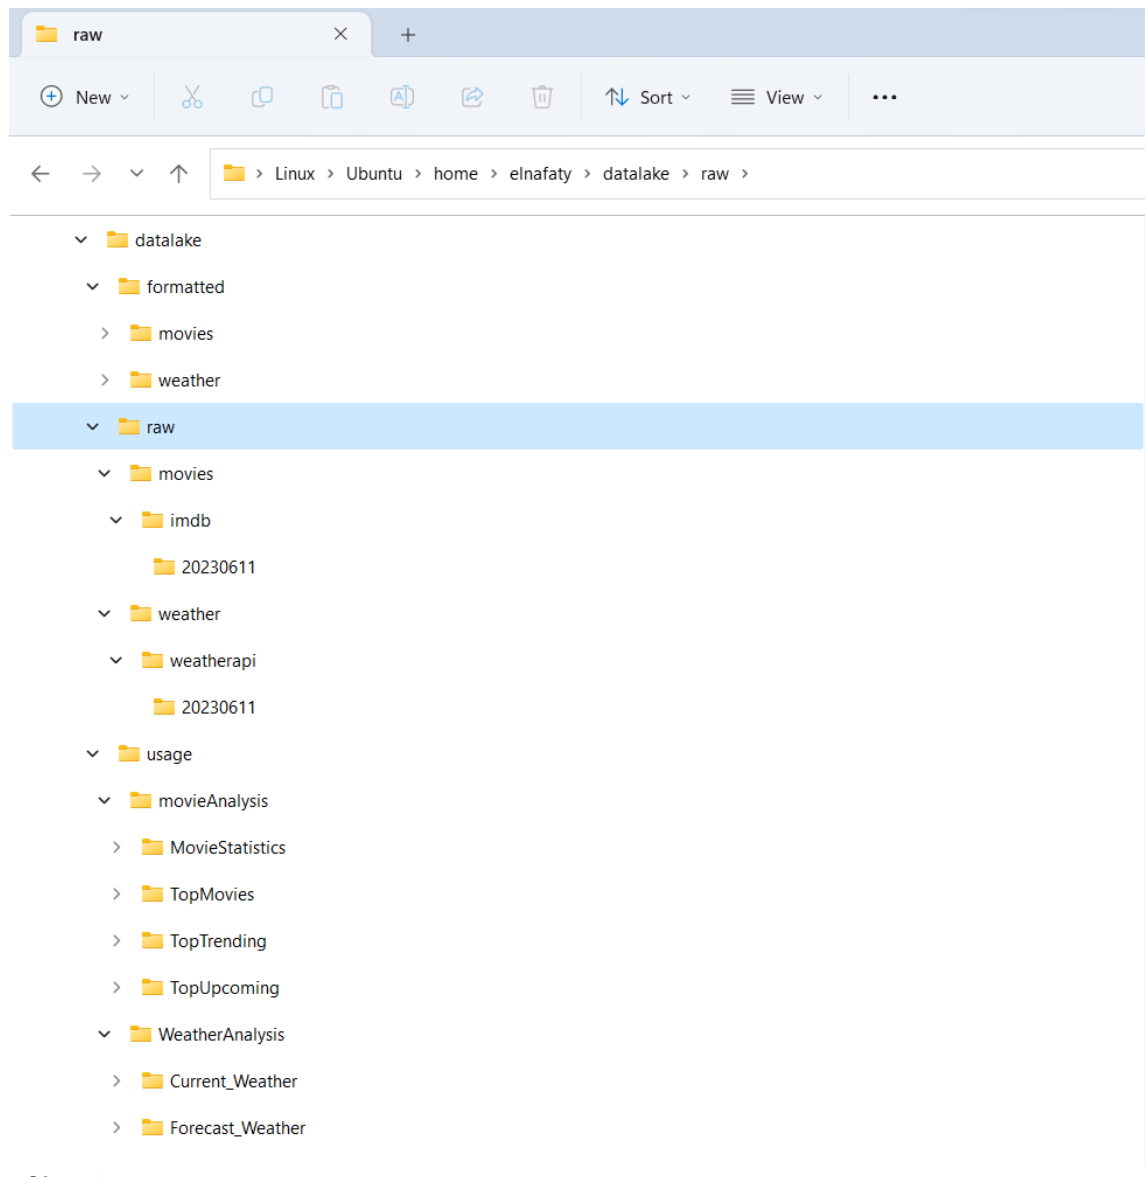 raw
New Sort View
Linux > Ubuntu > home > elnafaty > datalake > raw >
datalake
formatted
movies
weather
raw
movies
imdb
20230611
weather
weatherapi
20230611
usage
movieAnalysis
MovieStatistics
TopMovies
TopTrending
TopUpcoming
WeatherAnalysis
Current_Weather
Forecast_Weather